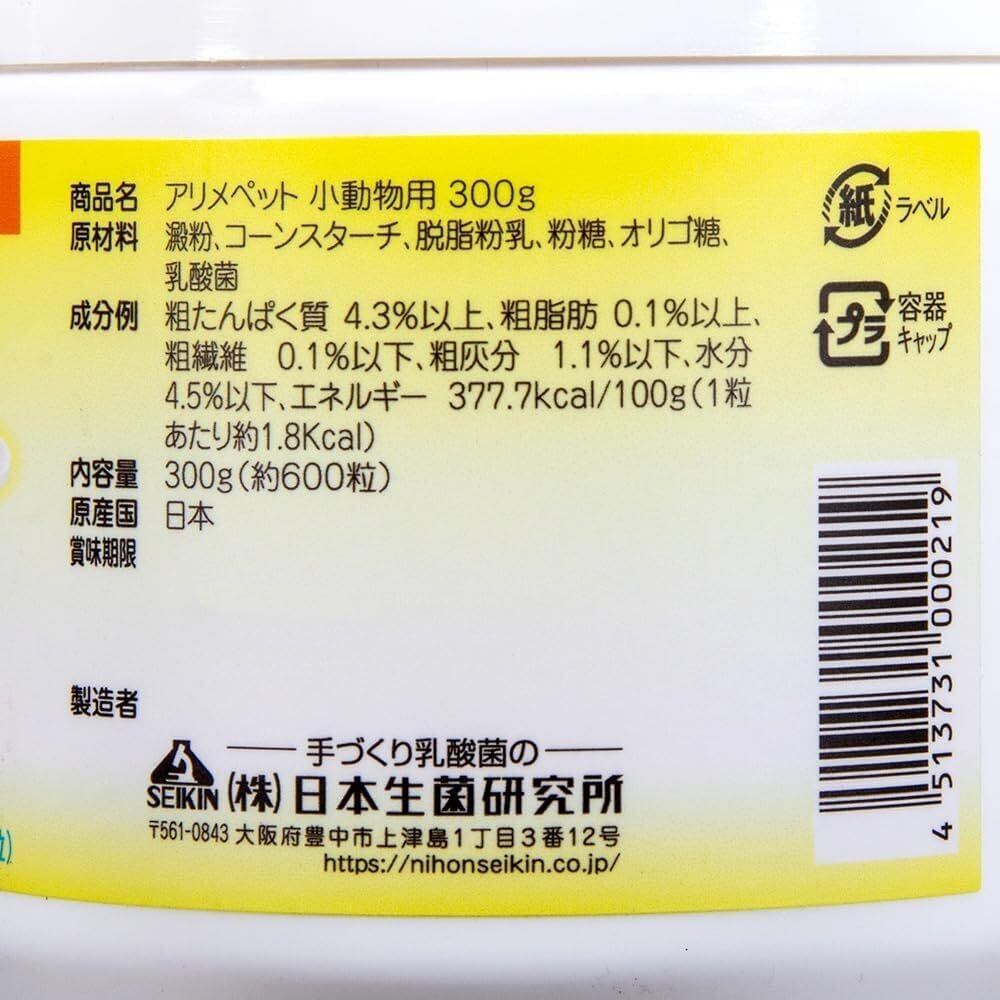 商品名 アリメペット 小動物用 300g
原材料 澱粉、コーンスターチ、脱脂粉乳、粉糖、オリゴ糖、
乳酸菌
成分例 粗たんぱく質 4.3%以上、粗脂肪 0.1%以上、
粗繊維 0.1%以下、粗灰分 1.1%以下、水分
4.5%以下、エネルギー 377.7kcal/100g(1粒
あたり約1.8Kcal)
内容量 300g(約600粒)
原産国 日本
賞味期限
製造者
手づくり乳酸菌の
SEIKIN (株)日本生菌研究所
〒561-0843 大阪府豊中市上津島1丁目3番12号
https://nihonseikin.co.jp/
紙 ラベル
プラ 容器
キャップ
4 513731 000219